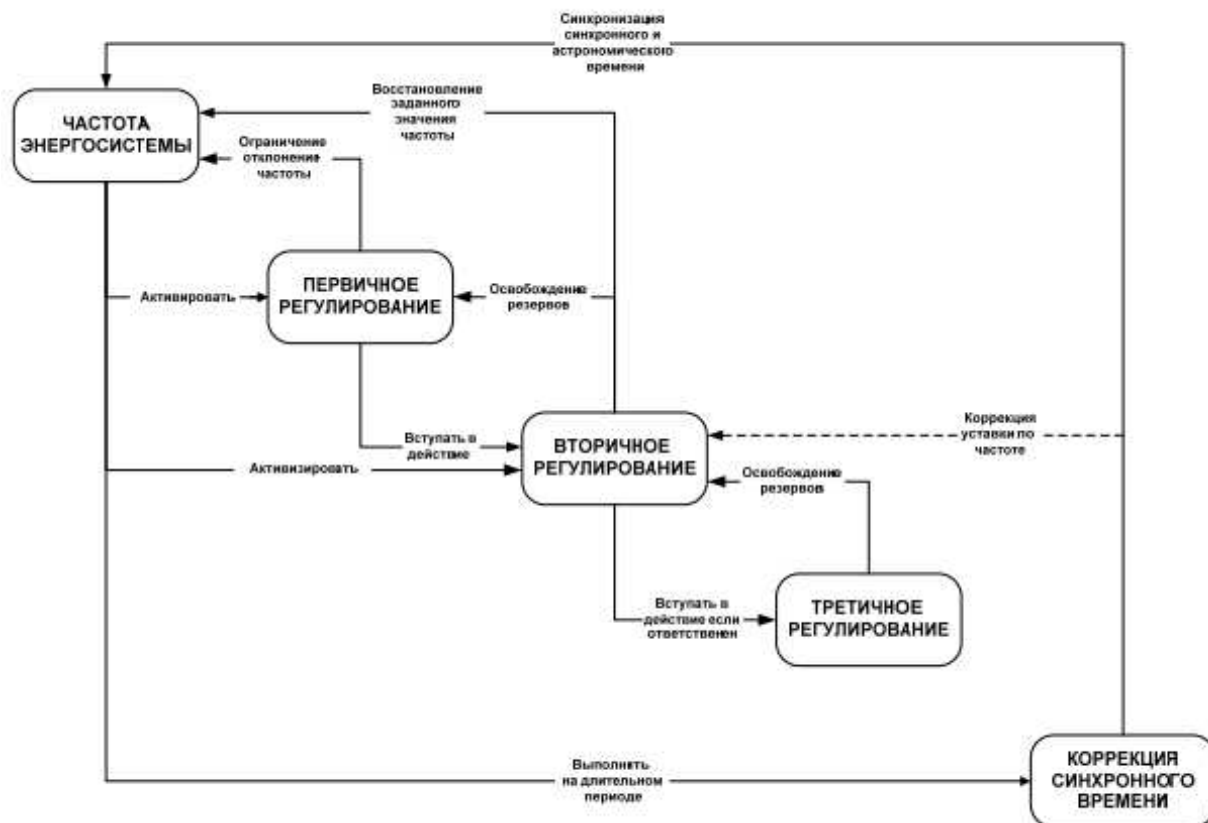 Синхронизация
синхронного и
астрономического
времени
ЧАСТОТА
ЭНЕРГОСИСТЕМЫ
Восстановление
заданного
значения
частоты
Ограничение
отклонение
частоты
Активировать
ПЕРВИЧНОЕ
РЕГУЛИРОВАНИЕ
Освобождение
резервов
Вступать в
действие
Активизировать
ВТОРИЧНОЕ
РЕГУЛИРОВАНИЕ
Коррекция
уставки по
частоте
Освобождение
резервов
Вступать в
действие если
ответственен
ТРЕТИЧНОЕ
РЕГУЛИРОВАНИЕ
Выполнять
на длительном
периоде
КОРРЕКЦИЯ
СИНХРОННОГО
ВРЕМЕНИ